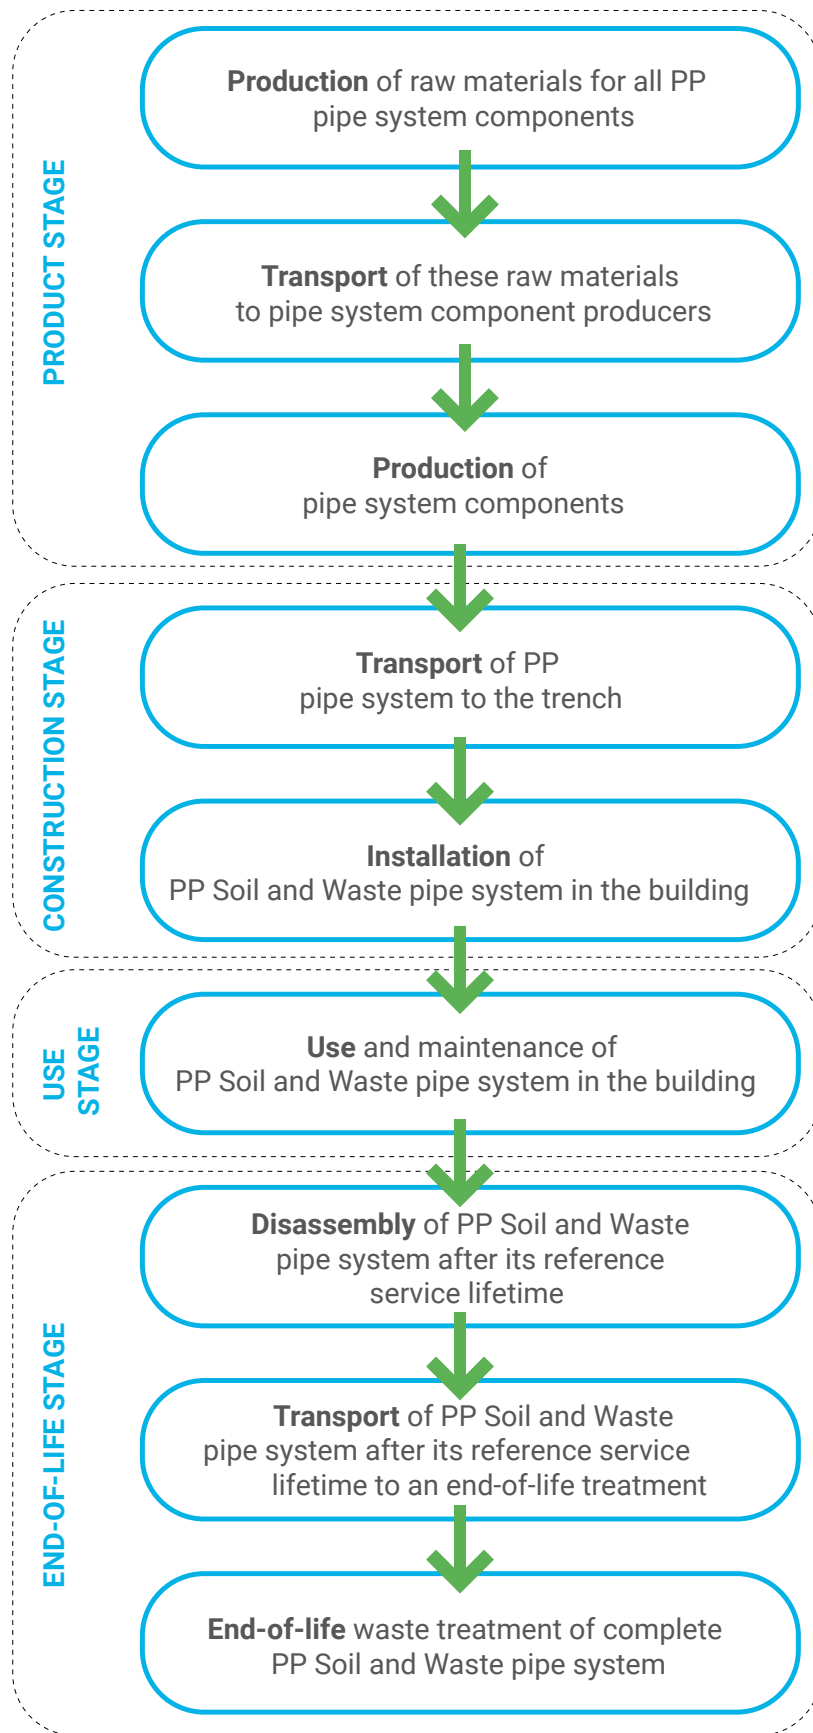 PRODUCT STAGE
Production of raw materials for all PP
pipe system components
Transport of these raw materials
to pipe system component producers
Production of
pipe system components
CONSTRUCTION STAGE
Transport of PP
pipe system to the trench
Installation of
PP Soil and Waste pipe system in the building
USE
STAGE
Use and maintenance of
PP Soil and Waste pipe system in the building
END-OF-LIFE STAGE
Disassembly of PP Soil and Waste
pipe system after its reference
service lifetime
Transport of PP Soil and Waste
pipe system after its reference service
lifetime to an end-of-life treatment
End-of-life waste treatment of complete
PP Soil and Waste pipe system